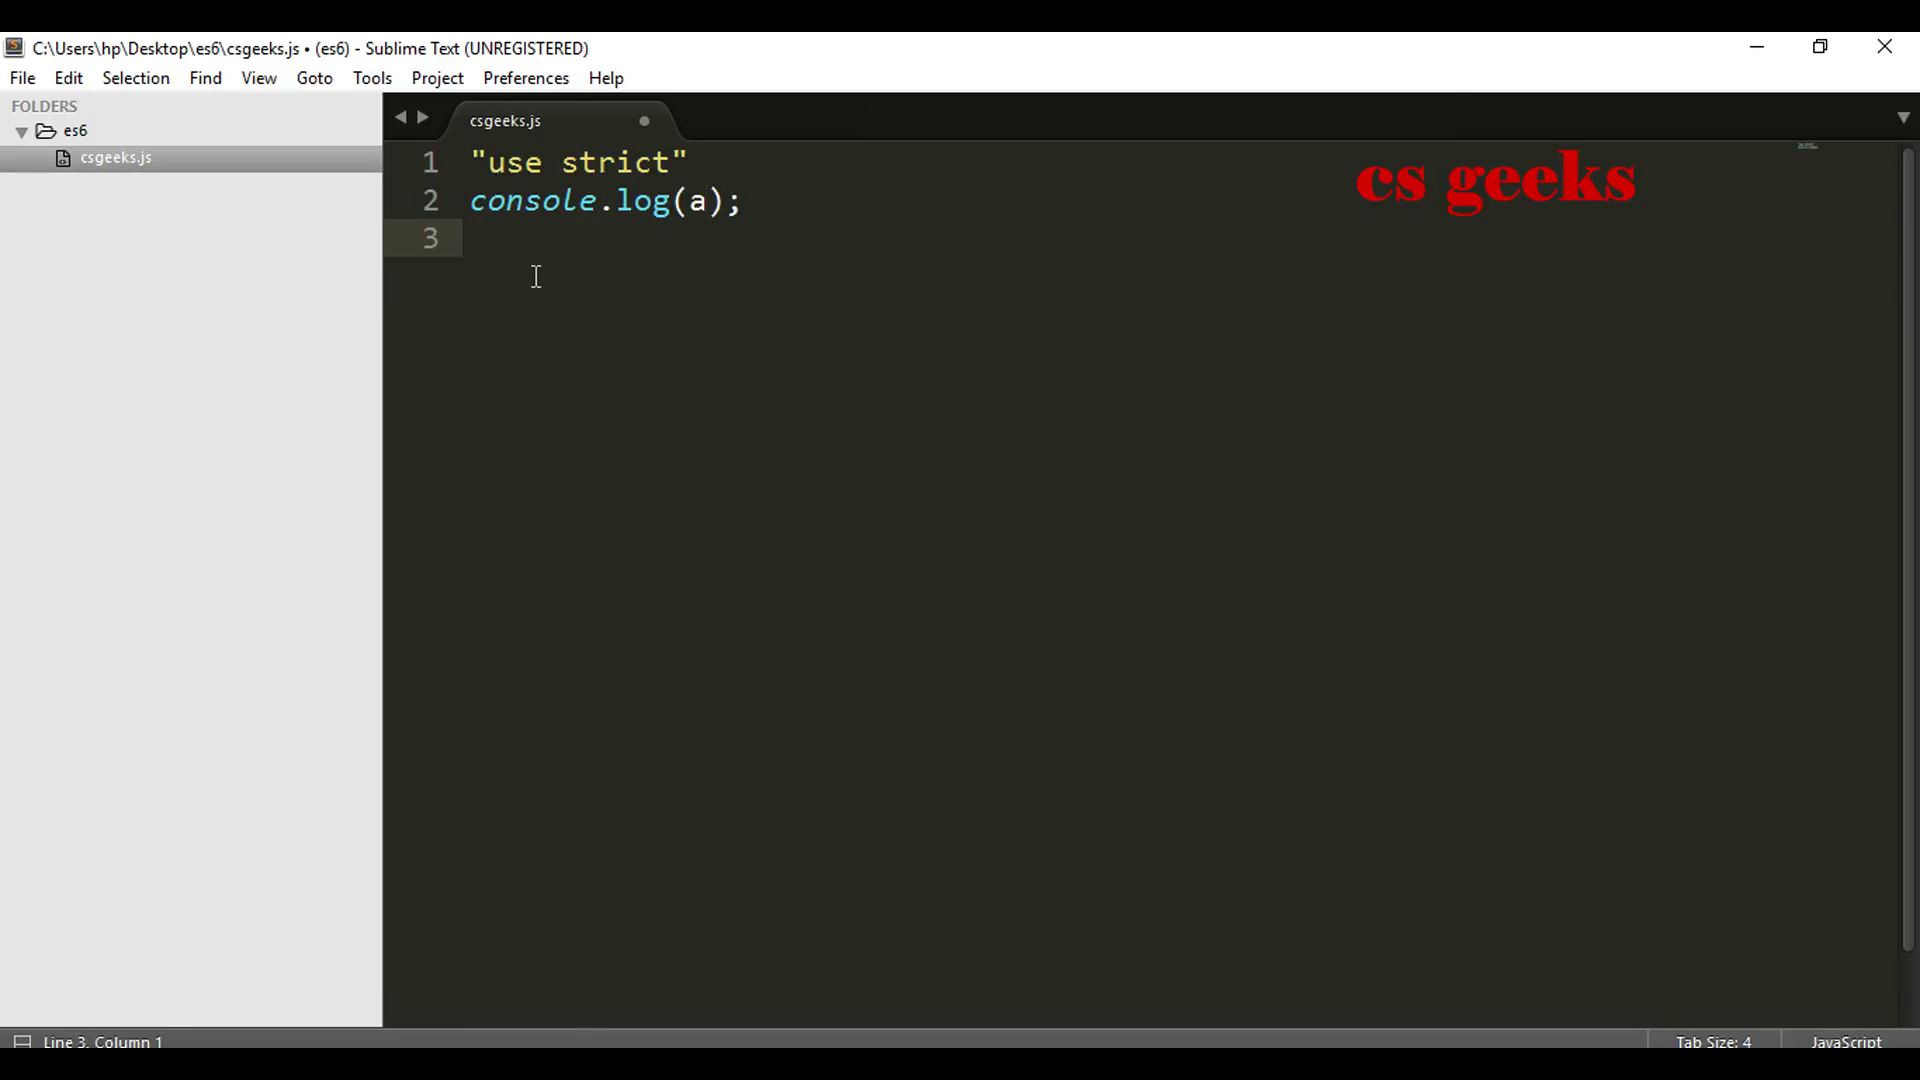 C:\Users\hp\Desktop\es6\csgeeks.js • (es6) - Sublime Text (UNREGISTERED)
File Edit Selection Find View Goto Tools Project Preferences Help
FOLDERS
es6
csgeeks.js
csgeeks.js
1 "use strict"
2 console.log(a);
3
cs geeks
Line 3, Column 1
Tab Size: 4
JavaScript